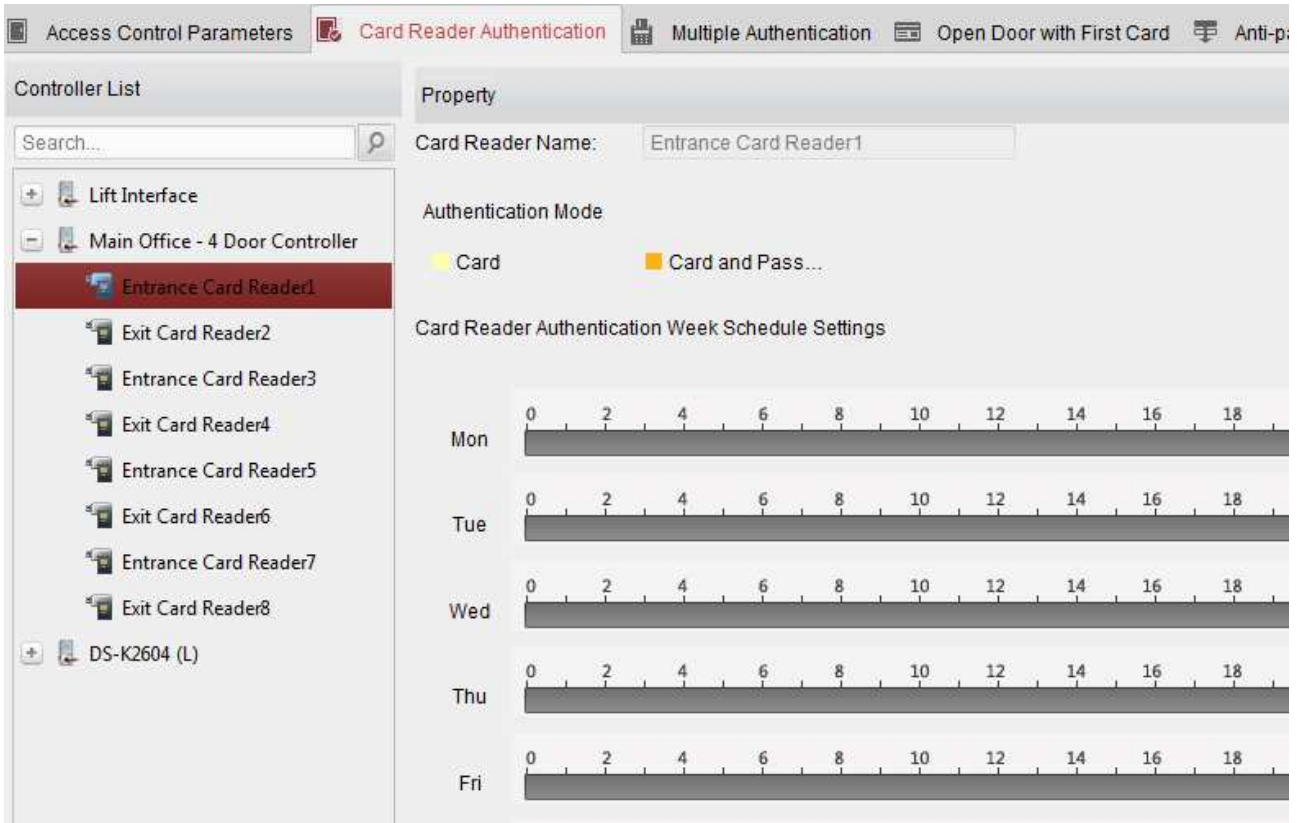 Access Control Parameters Card Reader Authentication Multiple Authentication Open Door with First Card
Controller List
Search...
Lift Interface
Main Office - 4 Door Controller
Entrance Card Reader1
Exit Card Reader2
Entrance Card Reader3
Exit Card Reader4
Entrance Card Reader5
Exit Card Reader6
Entrance Card Reader7
Exit Card Reader8
DS-K2604 (L)
Property
Card Reader Name: Entrance Card Reader1
Authentication Mode
Card Card and Pass...
Card Reader Authentication Week Schedule Settings
0 2 4 6 8 10 12 14 16 18
Mon
0 2 4 6 8 10 12 14 16 18
Tue
0 2 4 6 8 10 12 14 16 18
Wed
0 2 4 6 8 10 12 14 16 18
Thu
0 2 4 6 8 10 12 14 16 18
Fri